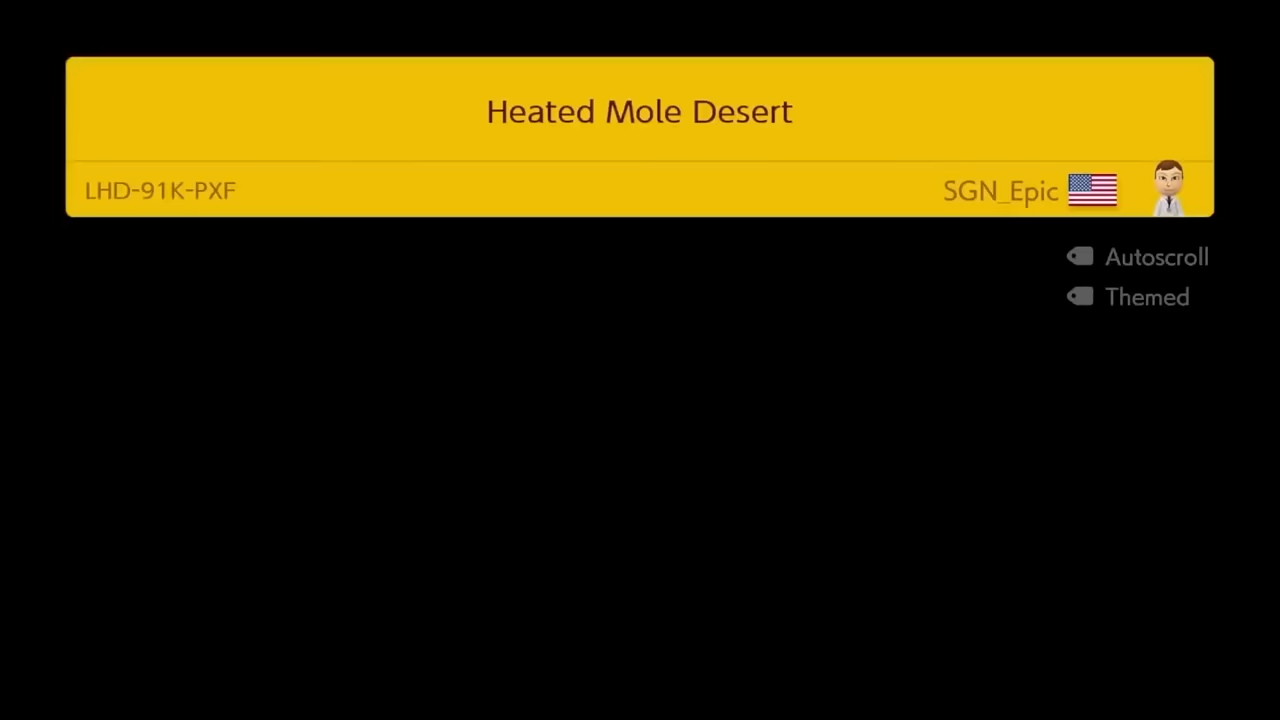 Heated Mole Desert
LHD-91K-PXF
SGN_Epic
Autoscroll
Themed